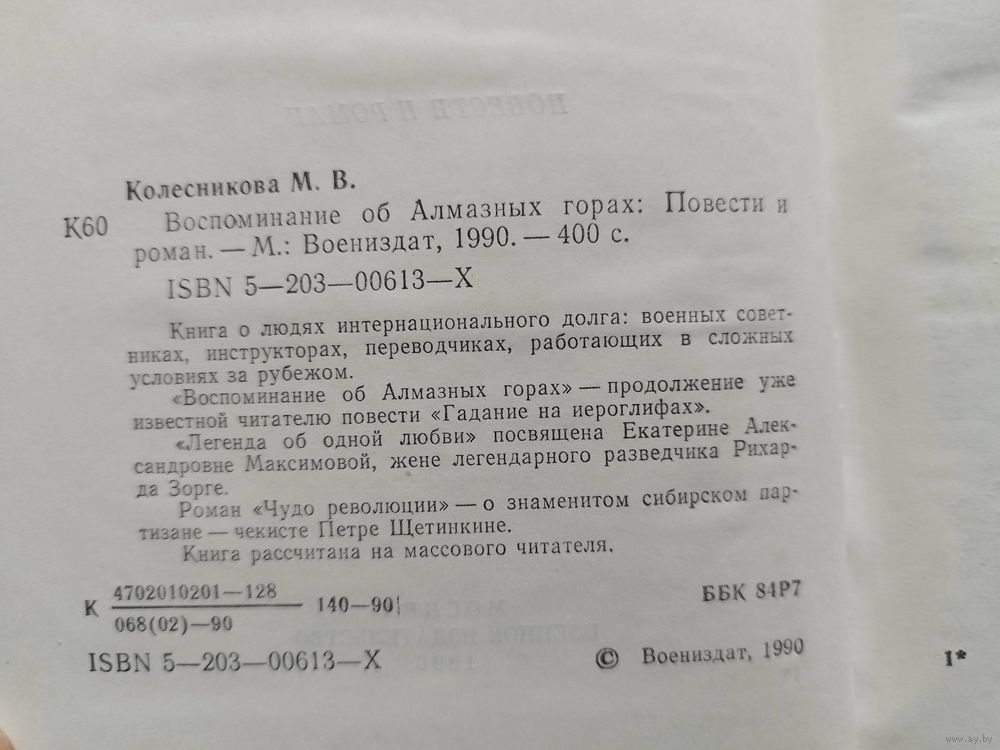 Колесникова М. В.
К60 Воспоминание об Алмазных горах: Повести и
роман. — М.: Воениздат, 1990. — 400 с.
ISBN 5—203—00613—X
Книга о людях интернационального долга: военных совет-
никах, инструкторах, переводчиках, работающих в сложных
условиях за рубежом.
«Воспоминание об Алмазных горах» — продолжение уже
известной читателю повести «Гадание на иероглифах».
«Легенда об одной любви» посвящена Екатерине Алек-
сандровне Максимовой, жене легендарного разведчика Рихар-
да Зорге.
Роман «Чудо революции» — о знаменитом сибирском пар-
тизане — чекисте Петре Щетинкине.
Книга рассчитана на массового читателя.
К 4702010201—128
068(02)—90
140—90
ББК 84Р7
ISBN 5—203—00613—X
© Воениздат, 1990
1*
www.ay.by